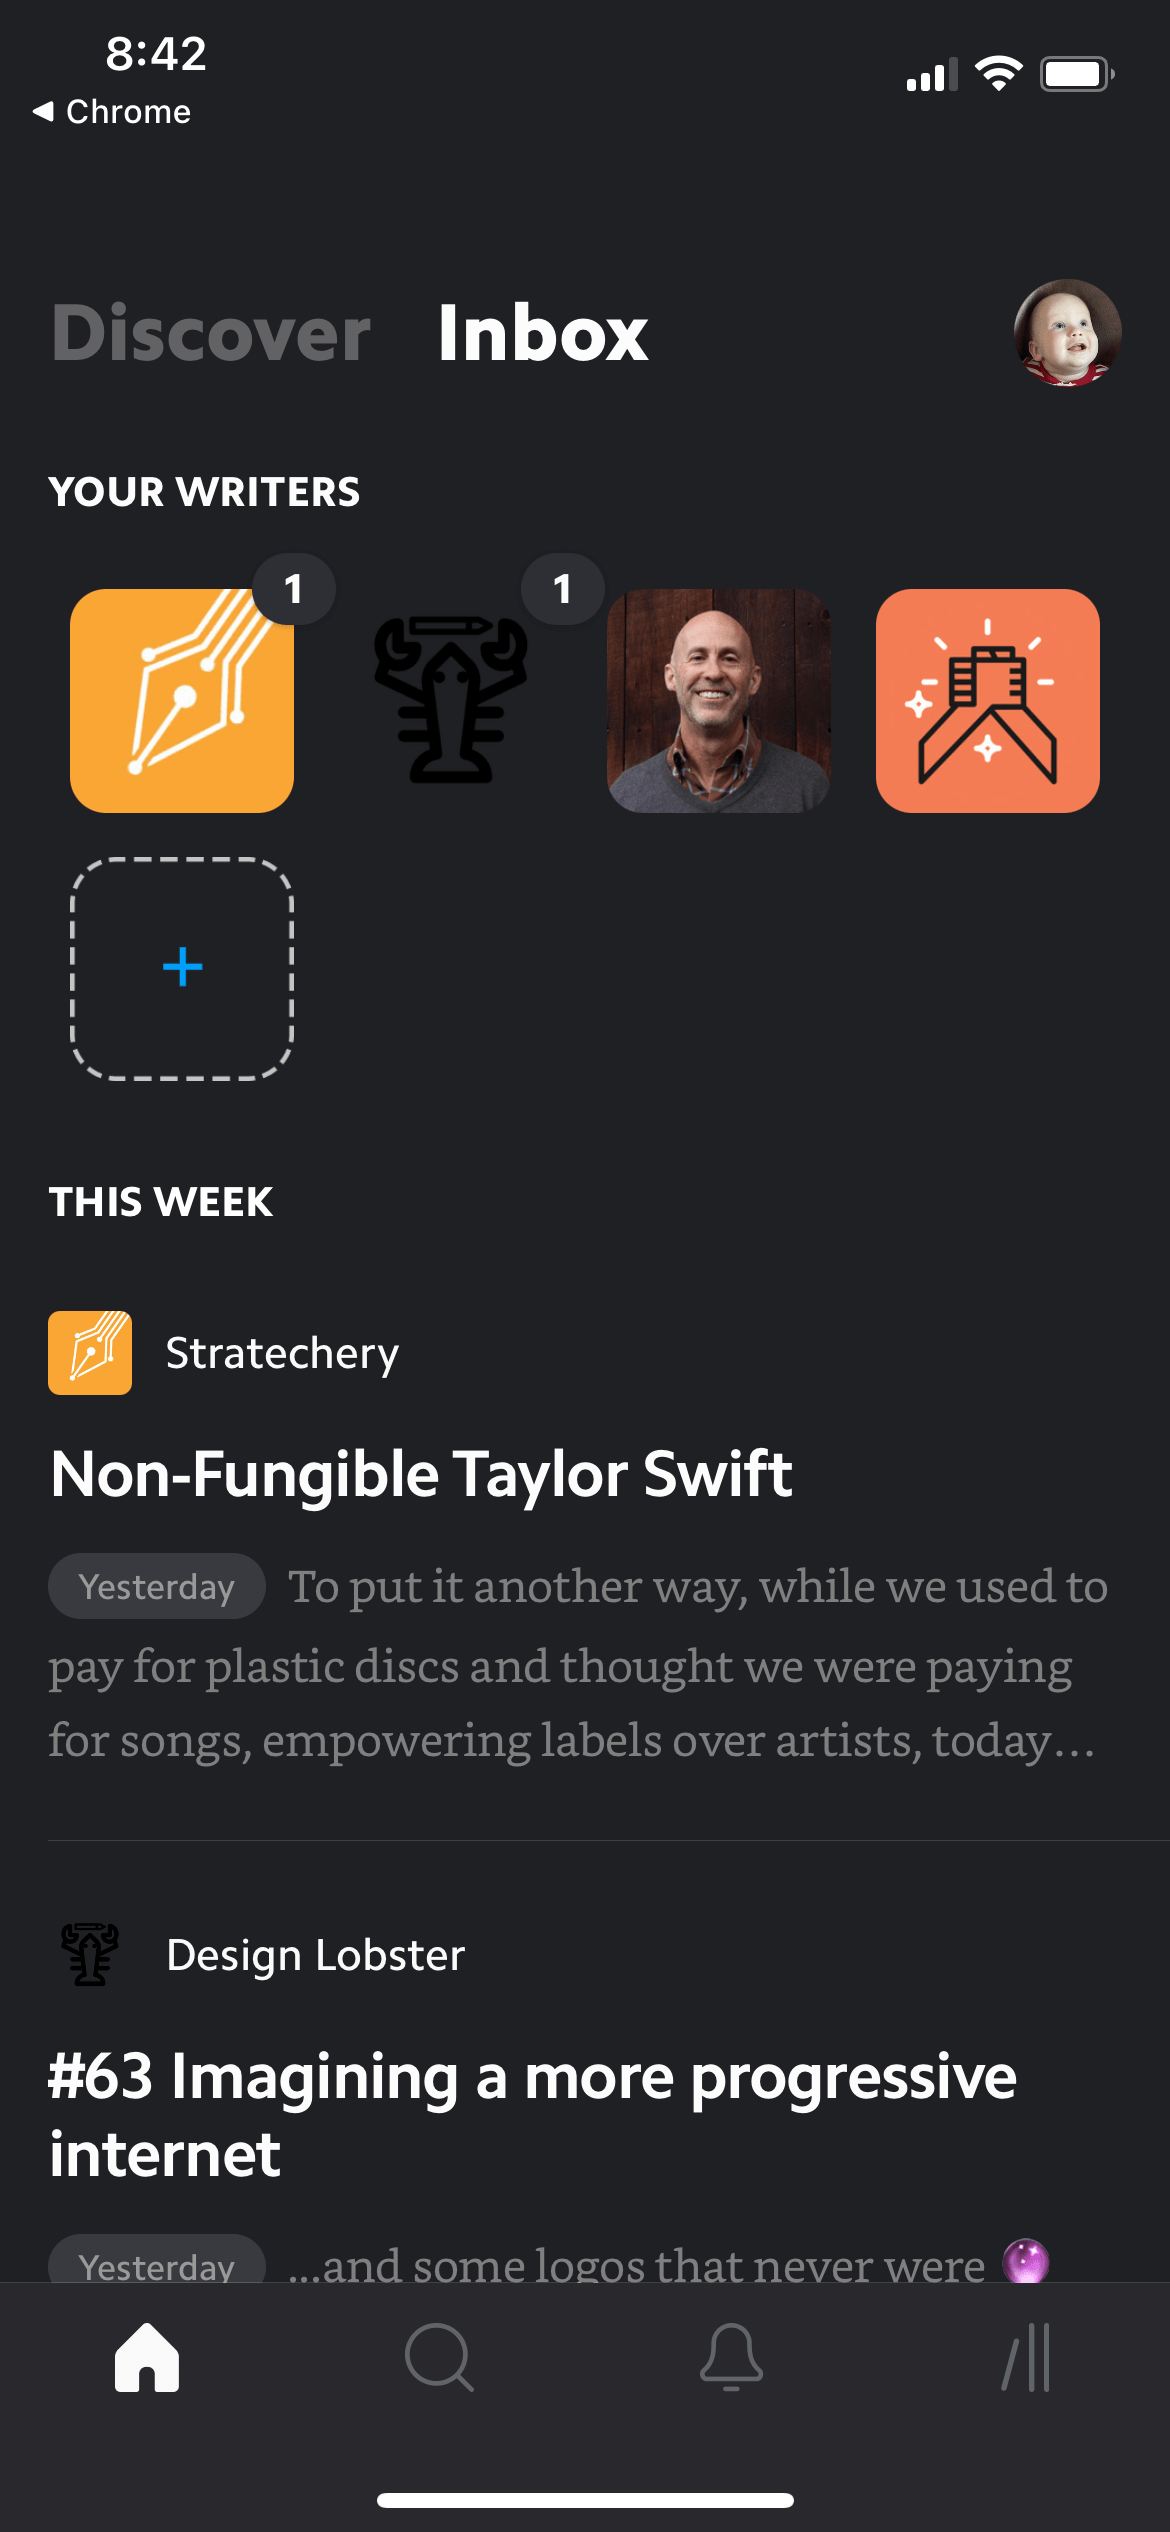 8:42
Chrome
Discover Inbox
YOUR WRITERS
1 1
THIS WEEK
Stratechery
Non-Fungible Taylor Swift
Yesterday To put it another way, while we used to
pay for plastic discs and thought we were paying
for songs, empowering labels over artists, today...
Design Lobster
#63 Imagining a more progressive
internet
Yesterday ...and some logos that never were 🔮